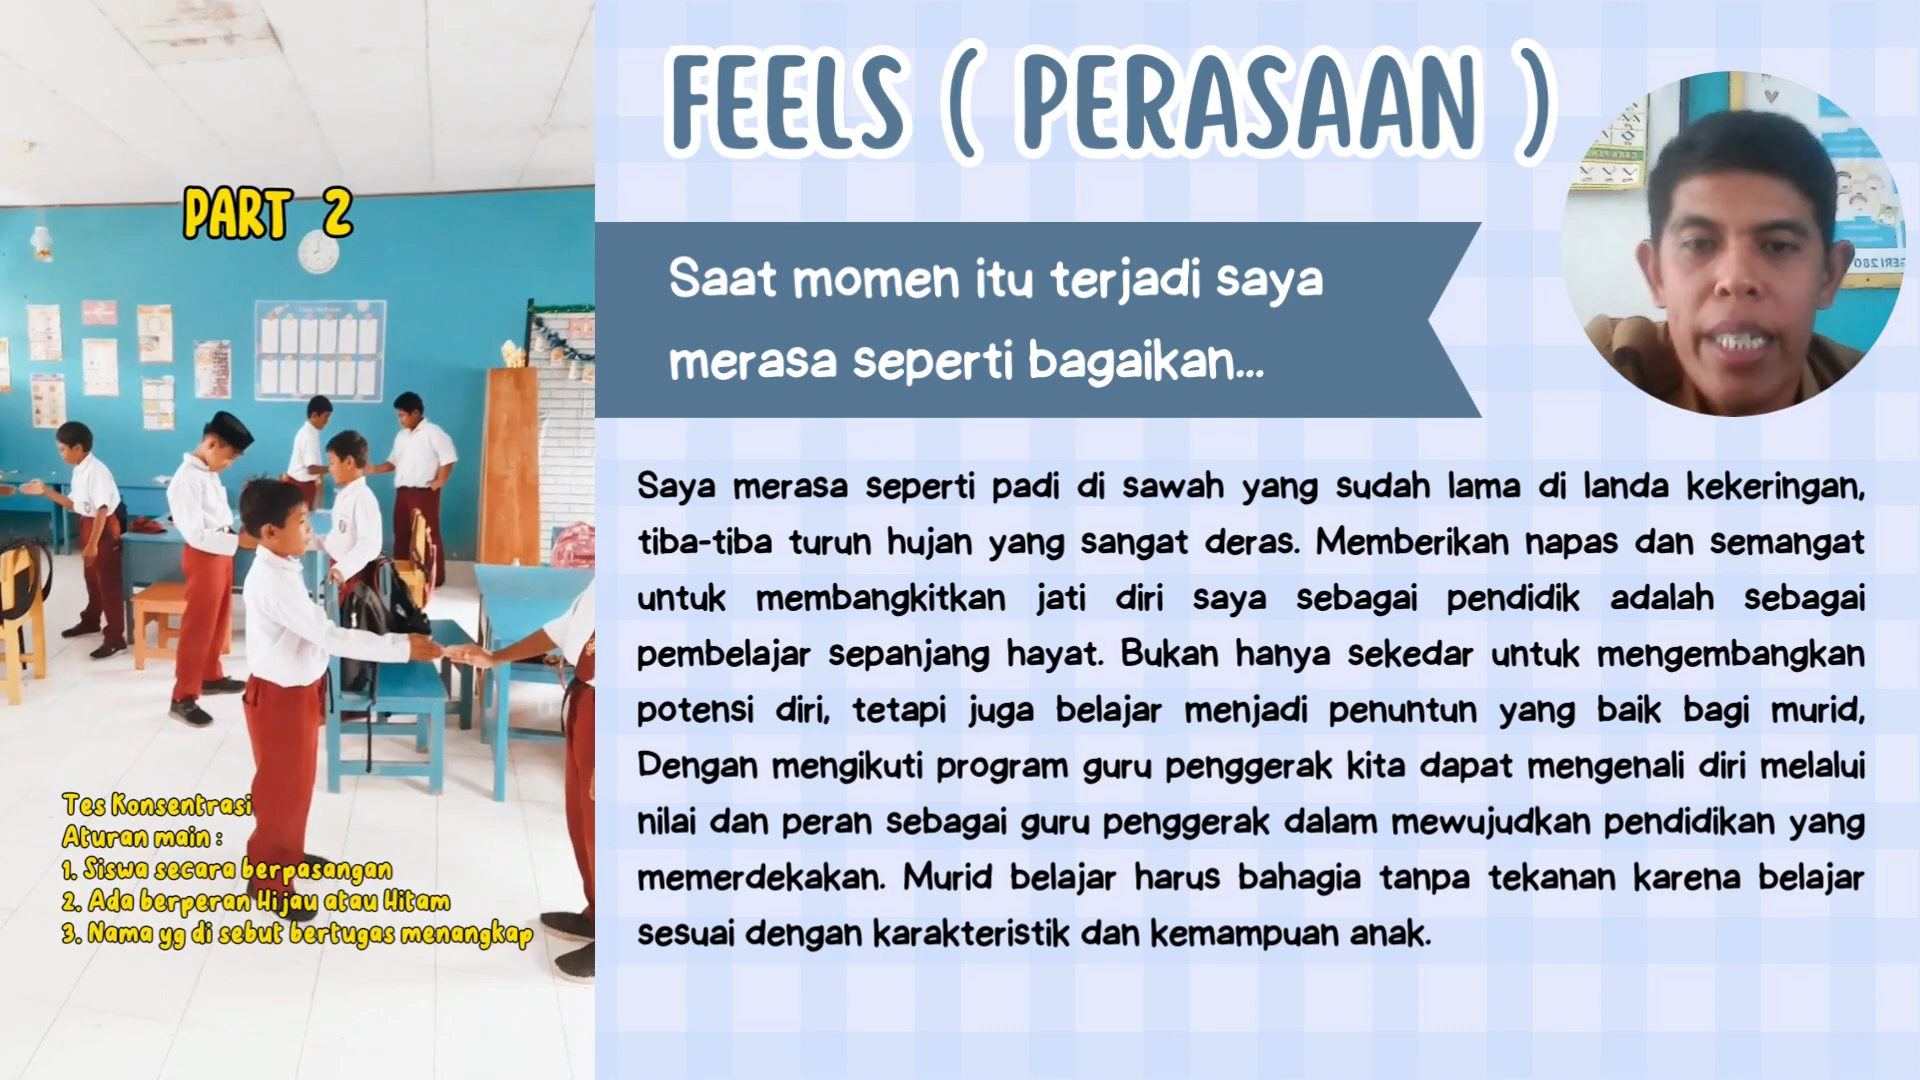 PART 2
Tes Konsentrasi
Aturan main :
1. Siswa secara berpasangan
2. Ada berperan Hijau atau Hitam
3. Nama yg di sebut bertugas menangkap
FEELS ( PERASAAN )
Saat momen itu terjadi saya
merasa seperti bagaikan...
Saya merasa seperti padi di sawah yang sudah lama di landa kekeringan,
tiba-tiba turun hujan yang sangat deras. Memberikan napas dan semangat
untuk membangkitkan jati diri saya sebagai pendidik adalah sebagai
pembelajar sepanjang hayat. Bukan hanya sekedar untuk mengembangkan
potensi diri, tetapi juga belajar menjadi penuntun yang baik bagi murid,
Dengan mengikuti program guru penggerak kita dapat mengenali diri melalui
nilai dan peran sebagai guru penggerak dalam mewujudkan pendidikan yang
memerdekakan. Murid belajar harus bahagia tanpa tekanan karena belajar
sesuai dengan karakteristik dan kemampuan anak.